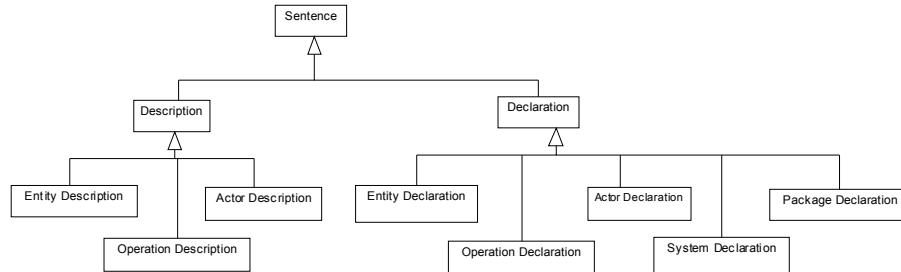 Sentence
Description
Declaration
Entity Description
Actor Description
Entity Declaration
Actor Declaration
Package Declaration
Operation Description
Operation Declaration
System Declaration